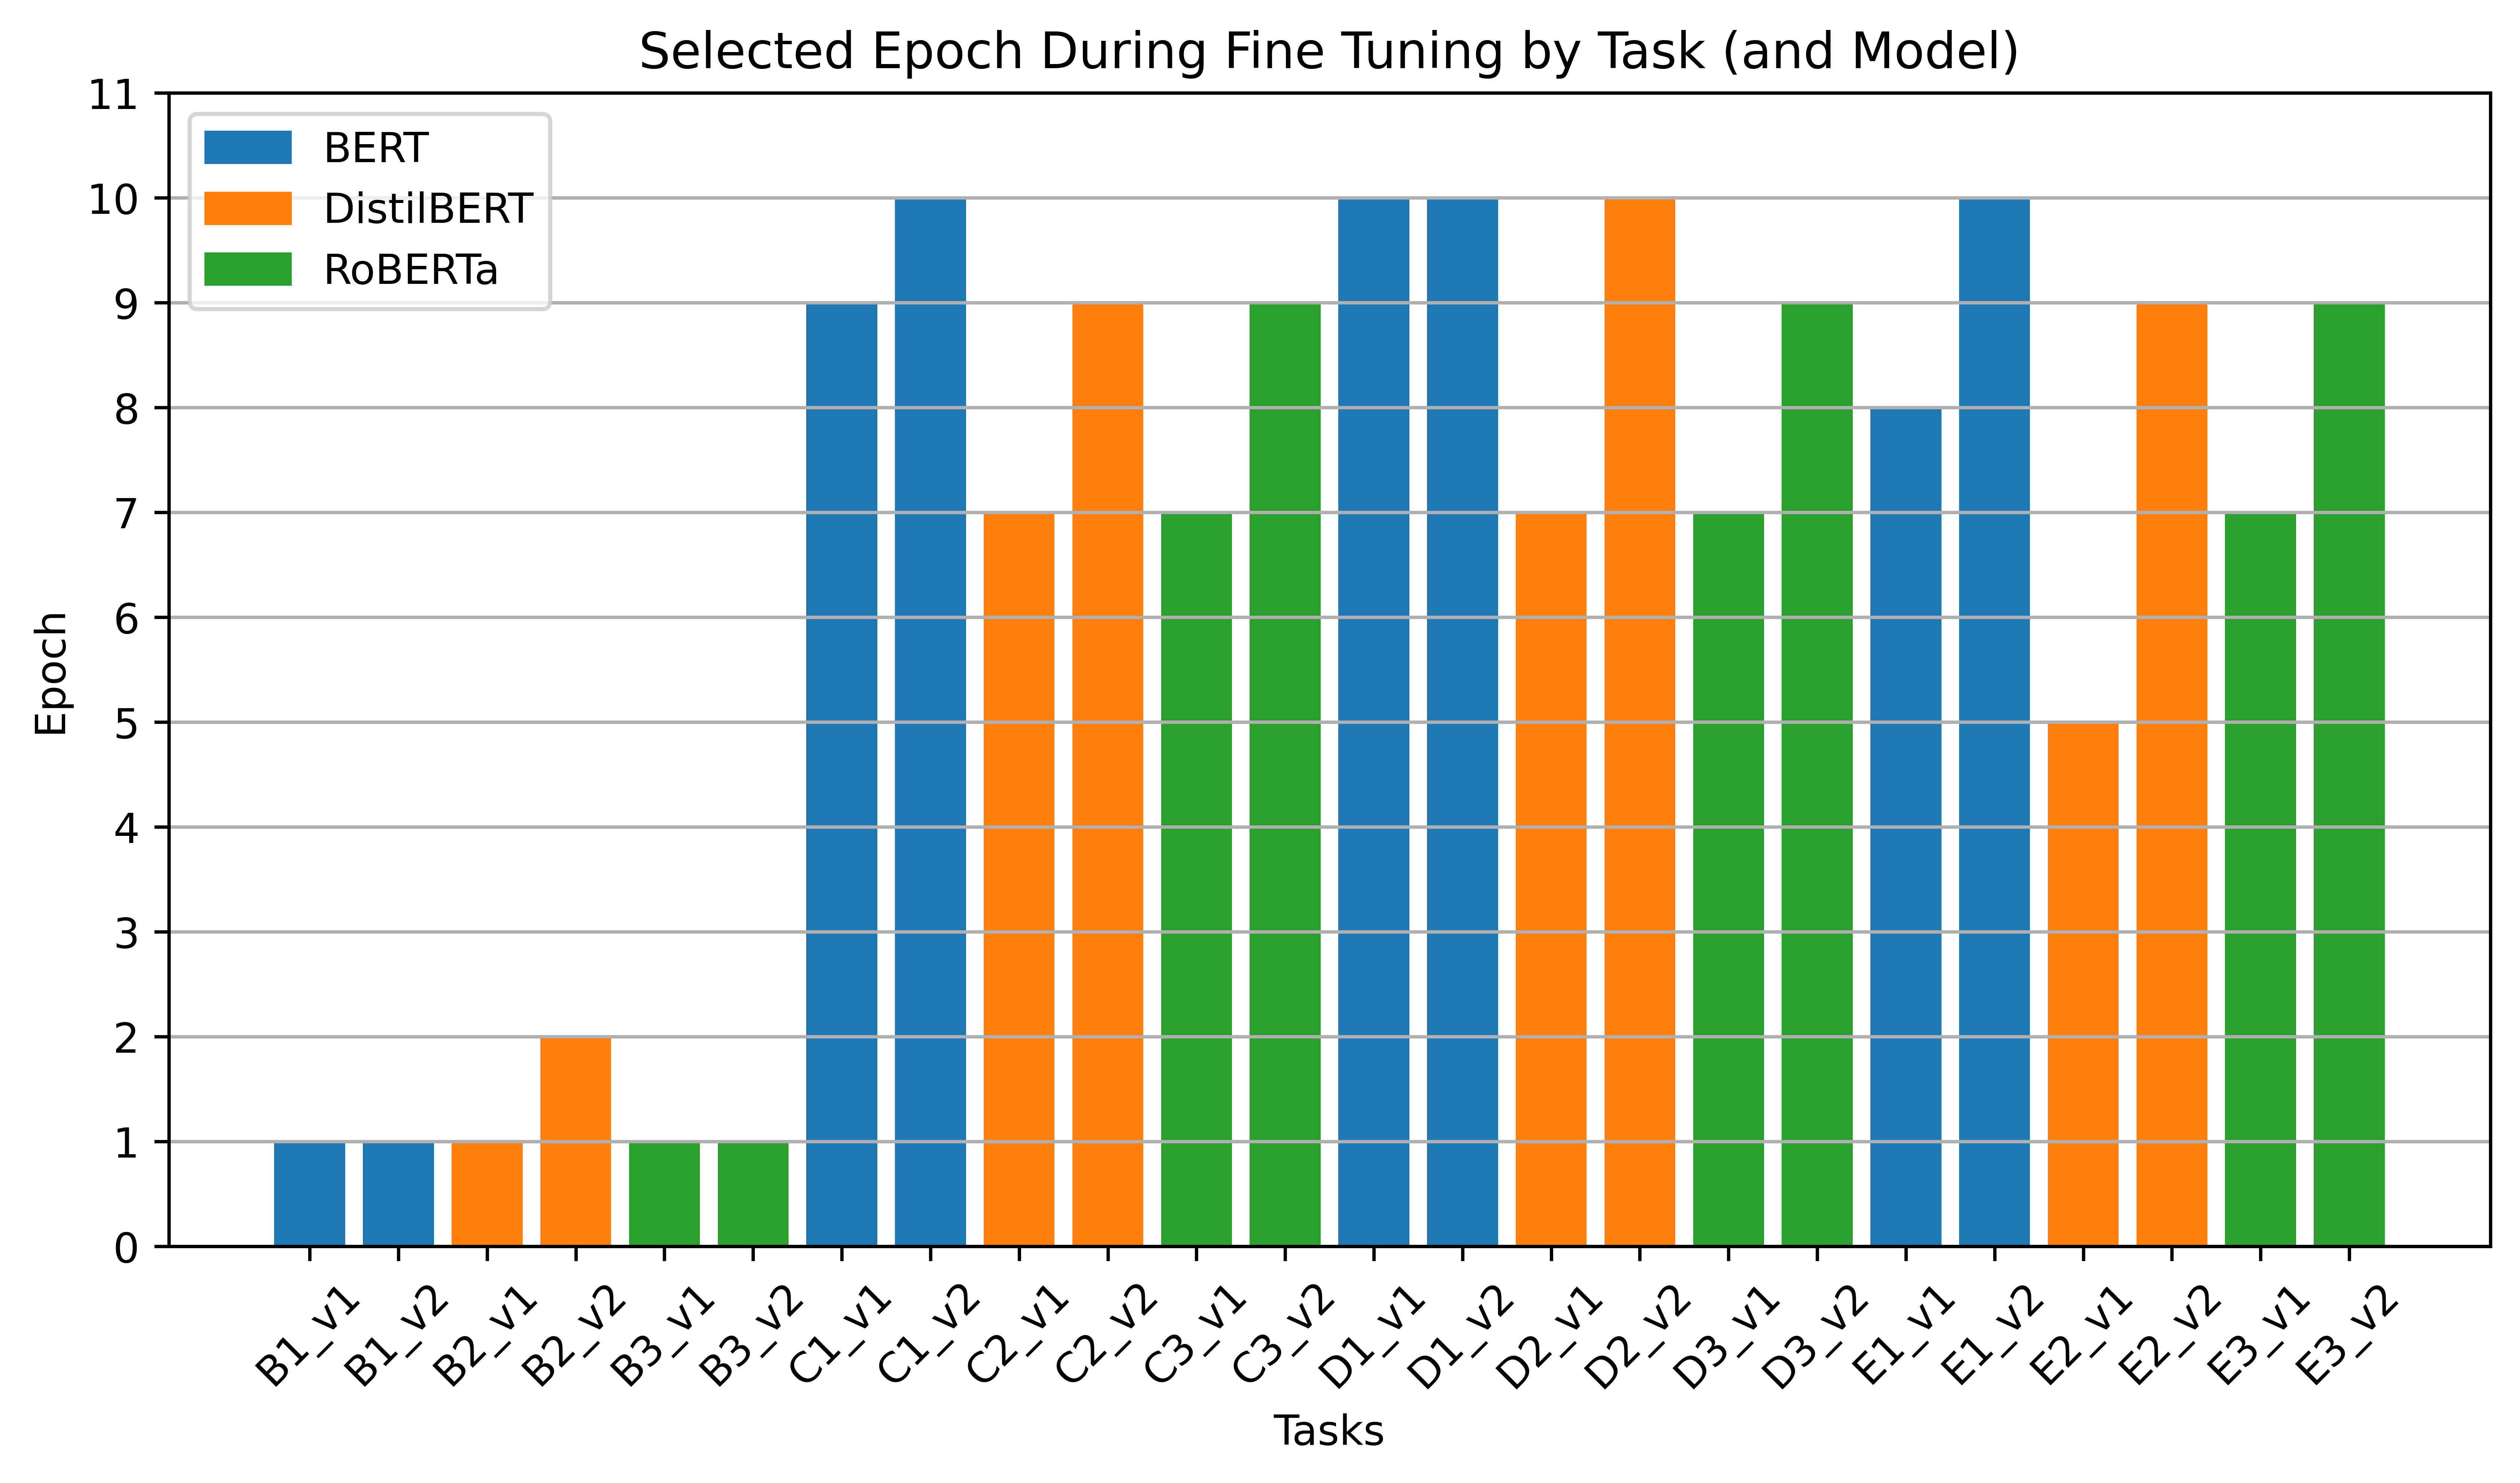 Selected Epoch During Fine Tuning by Task (and Model)
BERT
DistilBERT
RoBERTa
11
10
9
8
7
6
5
4
3
2
1
0
Epoch
B1_v1
B1_v2
B2_v1
B2_v2
B3_v1
B3_v2
C1_v1
C1_v2
C2_v1
C2_v2
C3_v1
C3_v2
D1_v1
D1_v2
D2_v1
D2_v2
D3_v1
D3_v2
E1_v1
E1_v2
E2_v1
E2_v2
E3_v1
E3_v2
Tasks